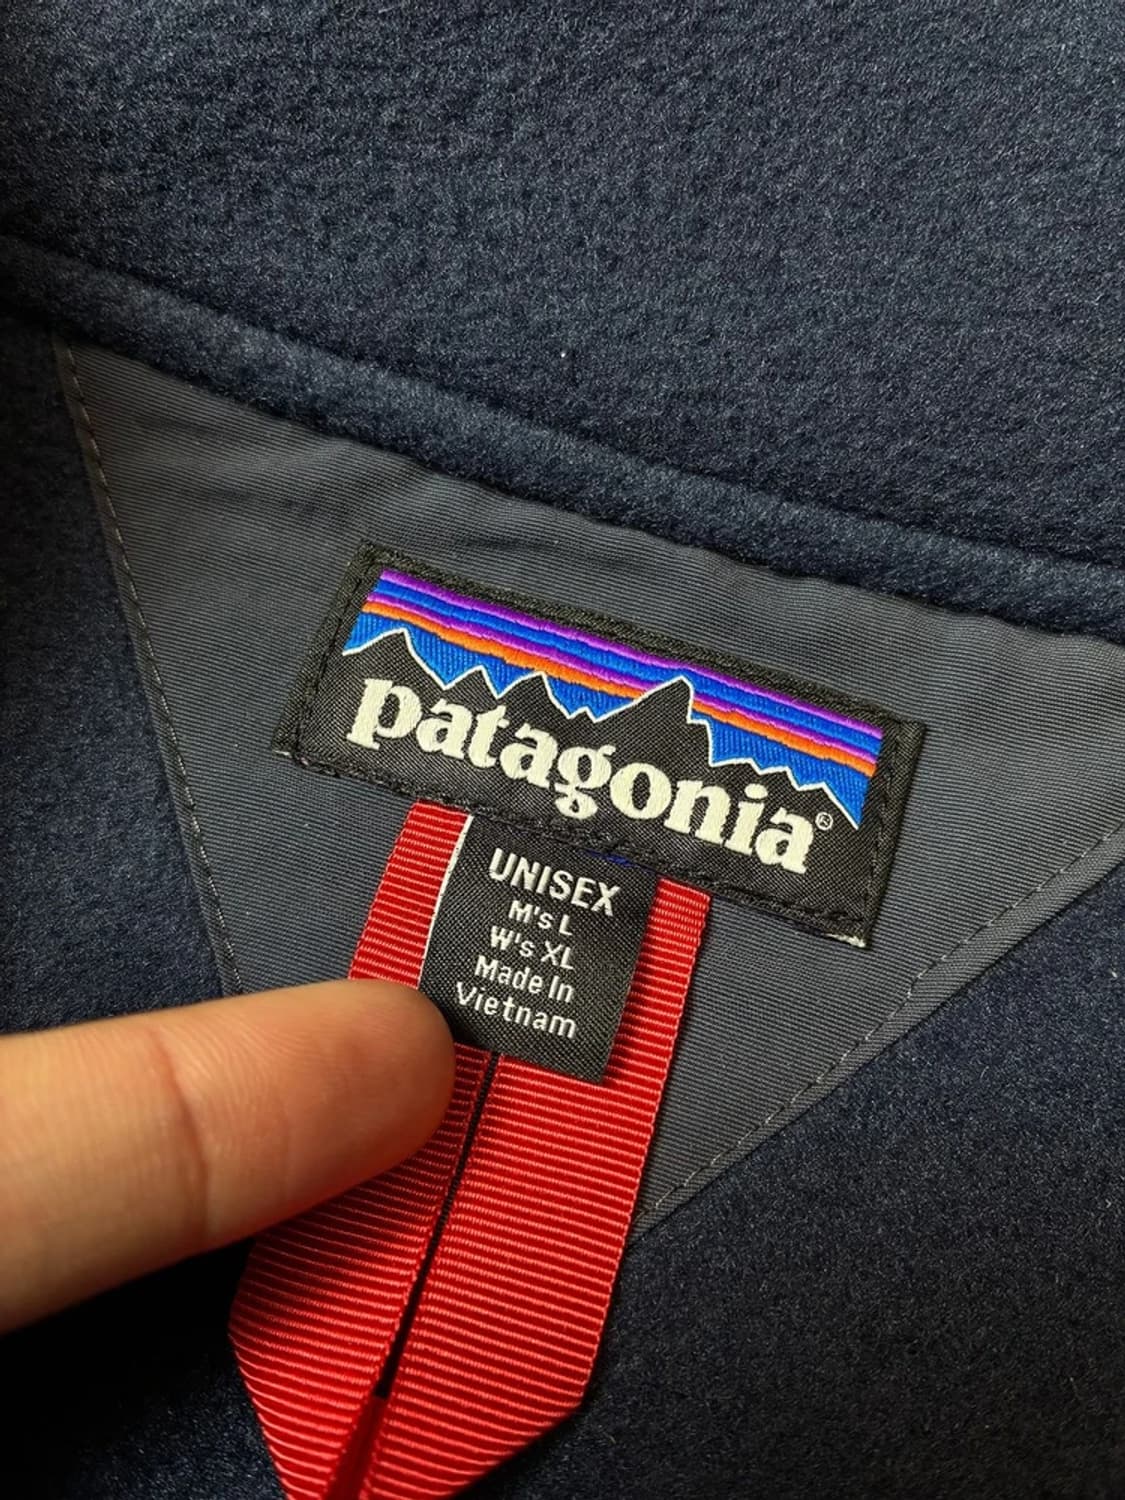 patagonia®
UNISEX
M's L
W's XL
Made In
Vietnam